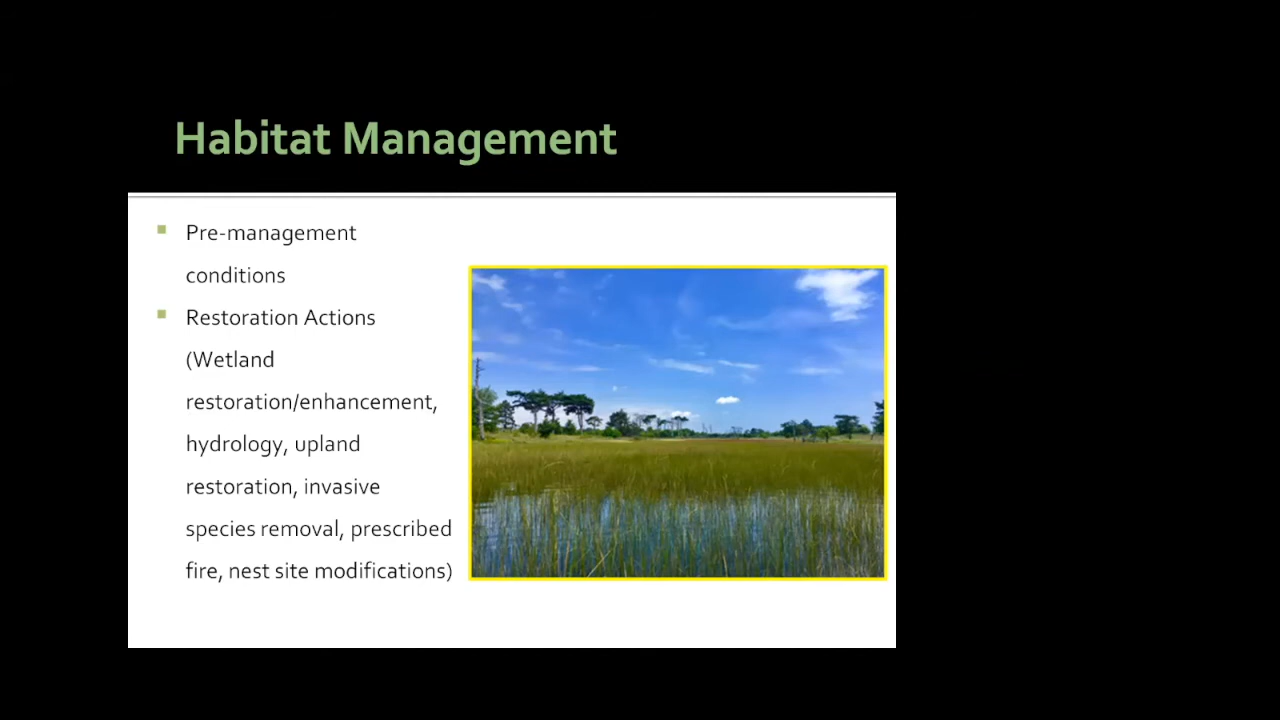 Habitat Management
Pre-management
conditions
Restoration Actions
(Wetland
restoration/enhancement,
hydrology, upland
restoration, invasive
species removal, prescribed
fire, nest site modifications)